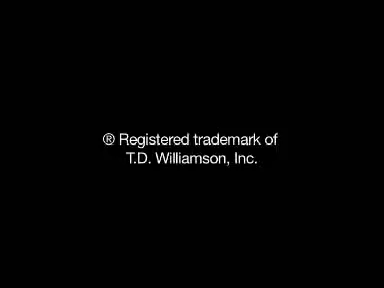 ® Registered trademark of
T.D. Williamson, Inc.